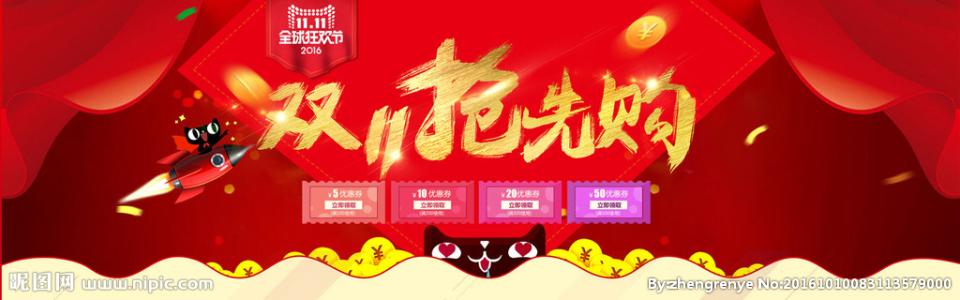 11.11
全球狂欢节
2016
双11抢先购
¥5优惠券
立即领取
¥10优惠券
立即领取
¥20优惠券
立即领取
¥50优惠券
立即领取
昵图网 www.nipic.com
By:zhengrenye No:20161010083113579000